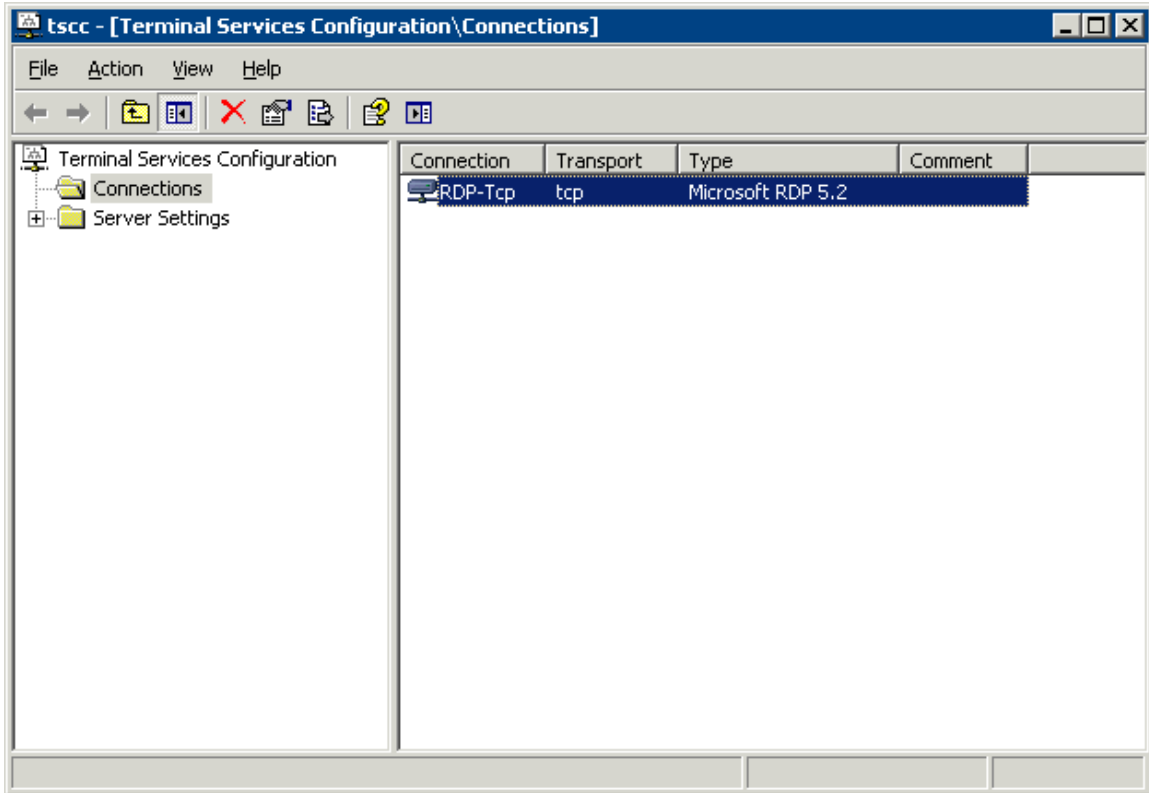 tscc - [Terminal Services Configuration\Connections]
File Action View Help
Terminal Services Configuration
Connections
Server Settings
Connection Transport Type Comment
RDP-Tcp tcp Microsoft RDP 5.2